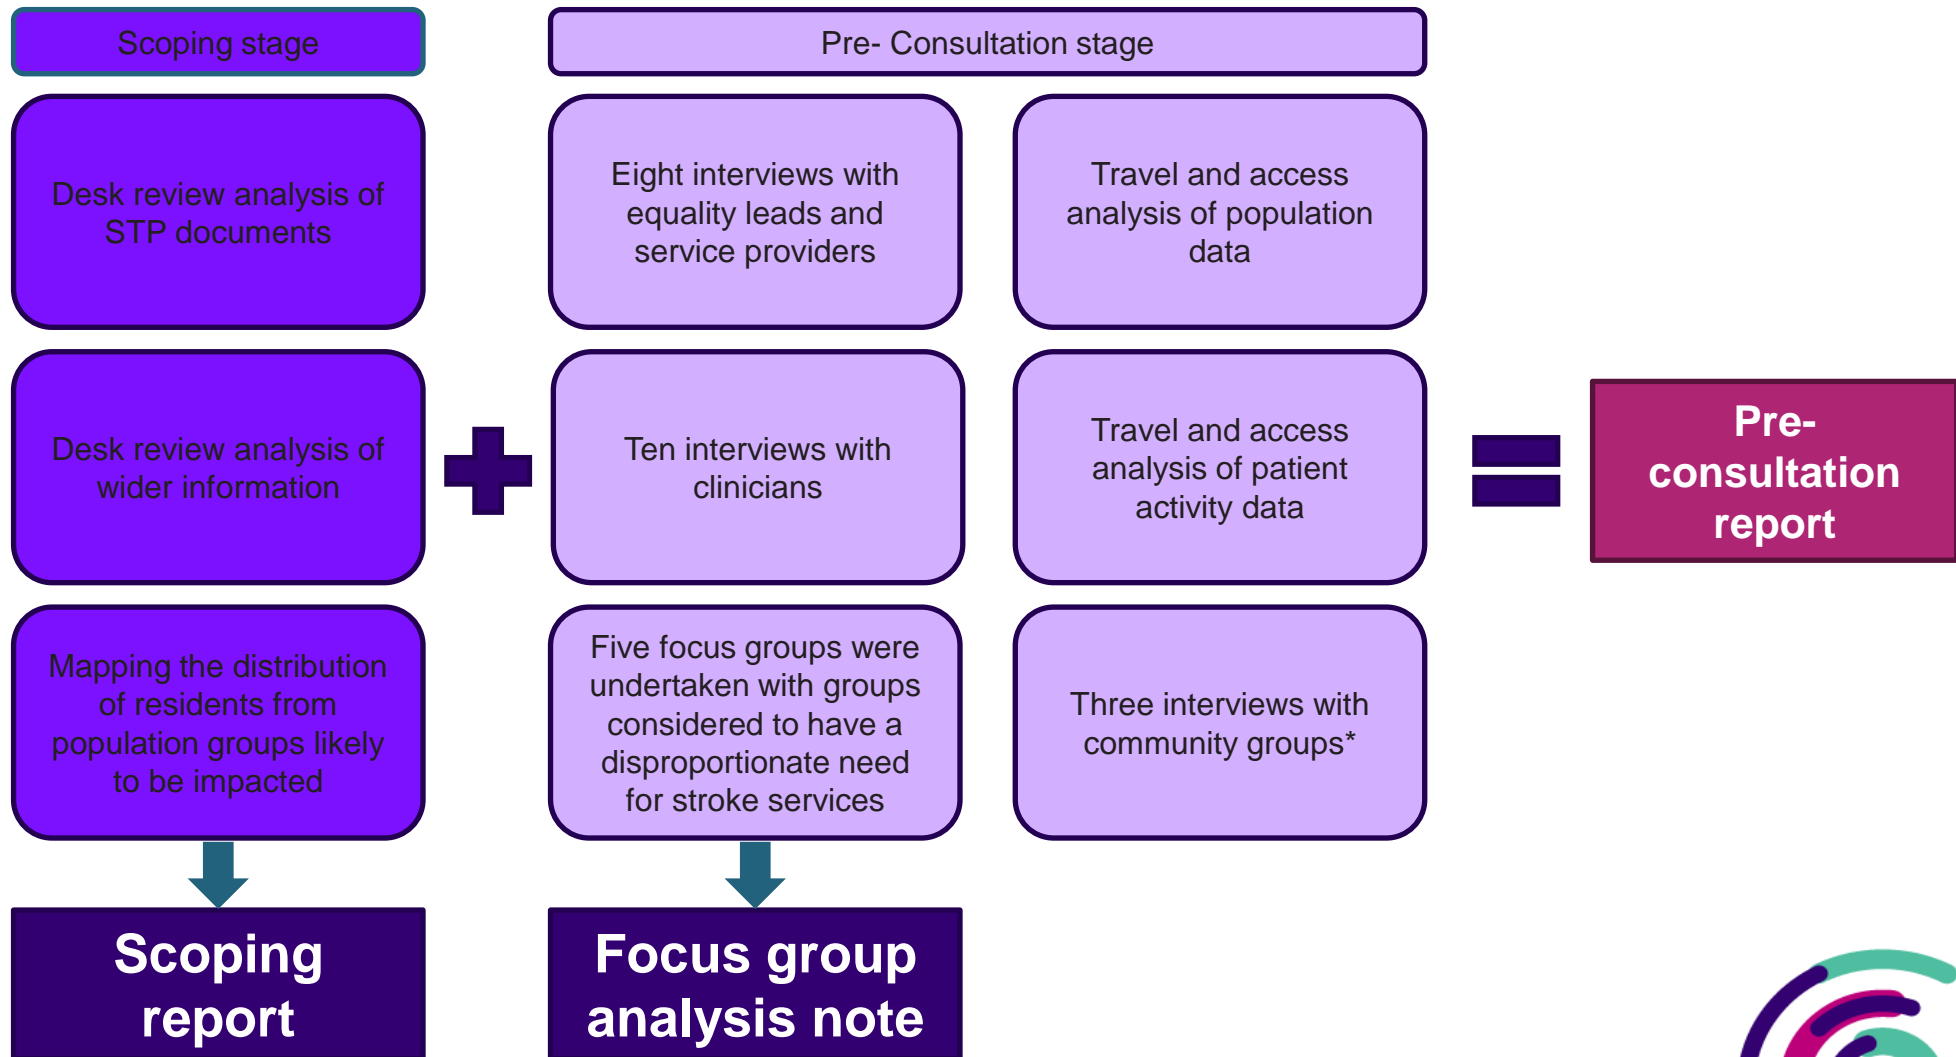 Scoping stage
Pre- Consultation stage
Desk review analysis of
STP documents
Eight interviews with
equality leads and
service providers
Travel and access
analysis of population
data
Desk review analysis of
wider information
Ten interviews with
clinicians
Travel and access
analysis of patient
activity data
Pre-
consultation
report
Mapping the distribution
of residents from
population groups likely
to be impacted
Five focus groups were
undertaken with groups
considered to have a
disproportionate need
for stroke services
Three interviews with
community groups*
Scoping
report
Focus group
analysis note